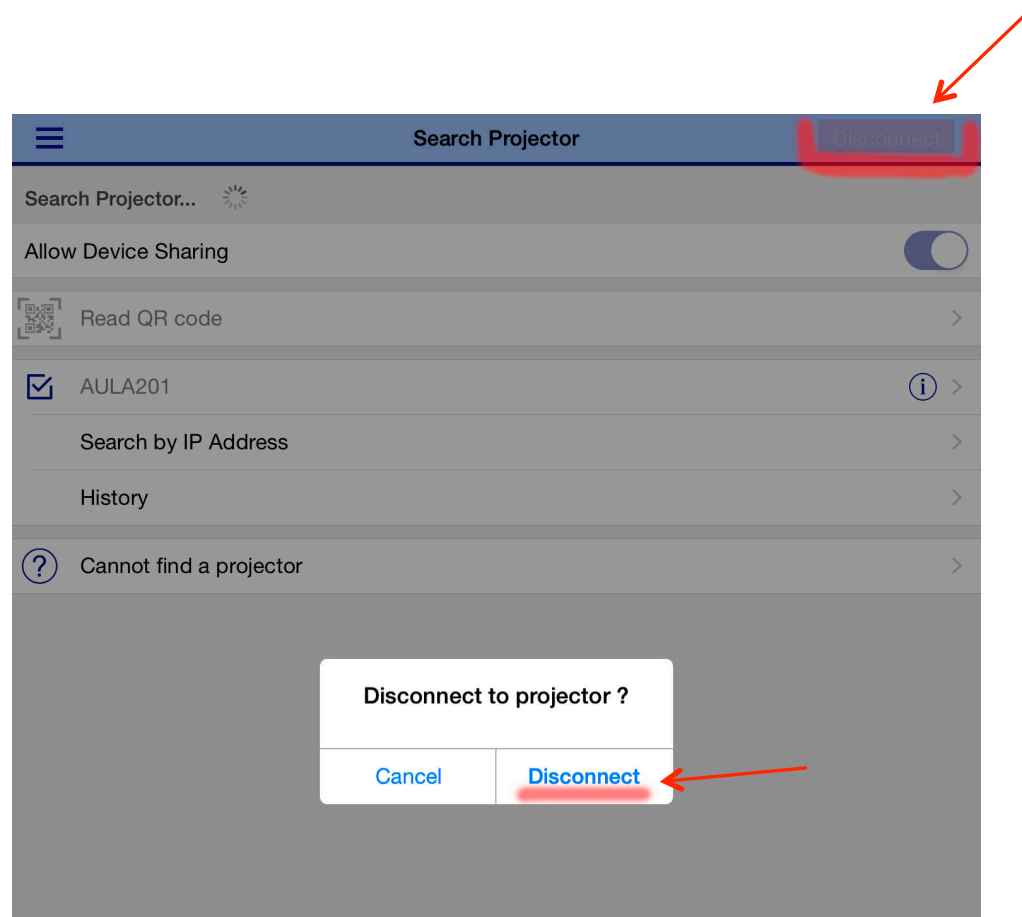 Search Projector
Disconnect
Search Projector...
Allow Device Sharing
Read QR code
AULA201
Search by IP Address
History
Cannot find a projector
Disconnect to projector ?
Cancel
Disconnect